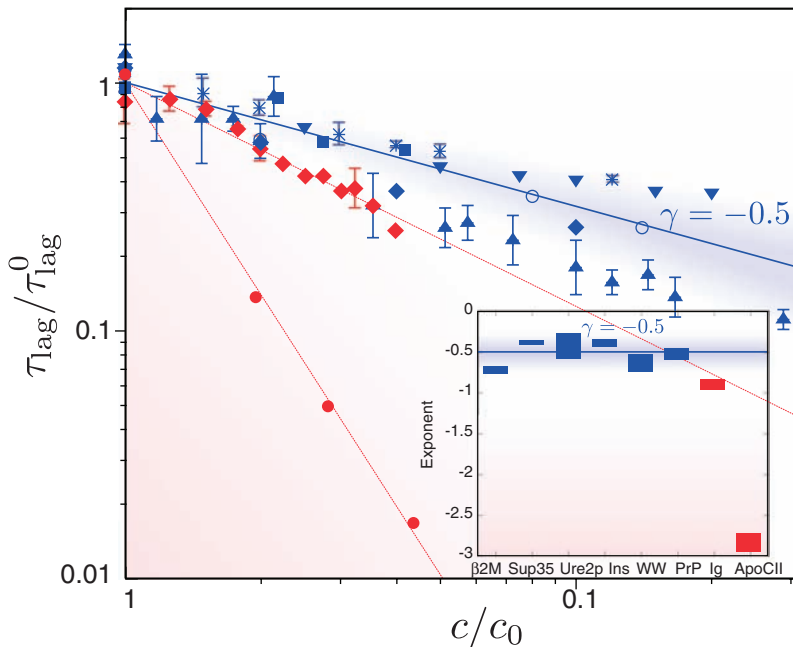 1
0.1
0.01
τlag/τ⁰lag
1
0.1
c/c₀
γ = −0.5
0
-0.5
-1
-1.5
-2
-2.5
-3
Exponent
γ = −0.5
β2M Sup35 Ure2p Ins WW PrP Ig ApoCII